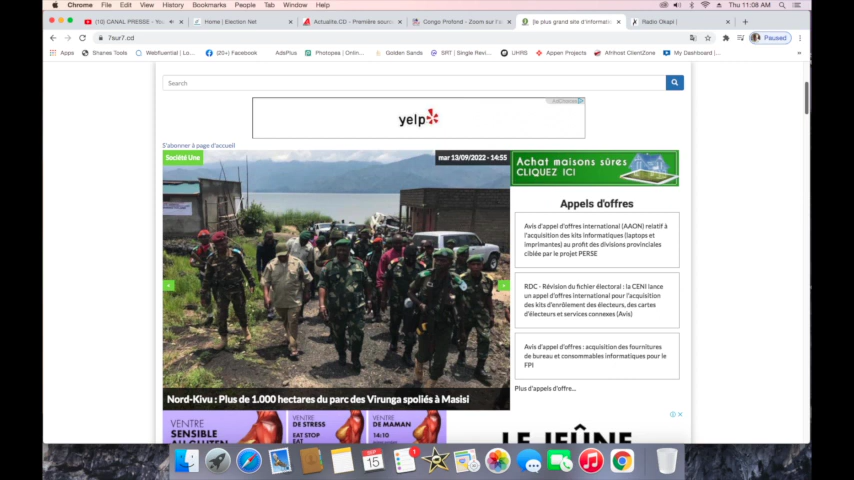 Chrome File Edit View History Bookmarks People Tab Window Help
Thu 11:08 AM
(10) CANAL PRESSE - YOU
Home | Election Net
Actualite.CD - Première sourc
Congo Profond - Zoom sur l'a
(le plus grand site d'informatio
Radio Okapi |
7sur7.cd
Paused
Apps
Shanes Tools
Webfluential | Lo...
(20+) Facebook
AdsPlus
Photopea | Onlin...
Golden Sands
SRT | Single Revi...
UHRS
Appen Projects
Afrihost ClientZone
My Dashboard |...
Search
AdChoices
yelp
S'abonner à page d'accueil
Société Une
mar 13/09/2022 - 14:55
Achat maisons sûres
CLIQUEZ ICI
Appels d'offres
Avis d'appel d'offres international (AAON) relatif à
l'acquisition des kits informatiques (laptops et
imprimantes) au profit des divisions provinciales
ciblée par le projet PERSE
RDC - Révision du fichier électoral : la CENI lance
un appel d'offres international pour l'acquisition
des kits d'enrôlement des électeurs, des cartes
d'électeurs et services connexes (Avis)
Avis d'appel d'offres : acquisition des fournitures
de bureau et consommables informatiques pour le
FPI
Plus d'appels d'offre...
Nord-Kivu : Plus de 1.000 hectares du parc des Virunga spoliés à Masisi
VENTRE
SENSIBLE
AU GLUTEN
VENTRE
DE STRESS
EAT STOP
EAT
VENTRE
DE MAMAN
14:10
LE JEÛNE
SEP
15
1